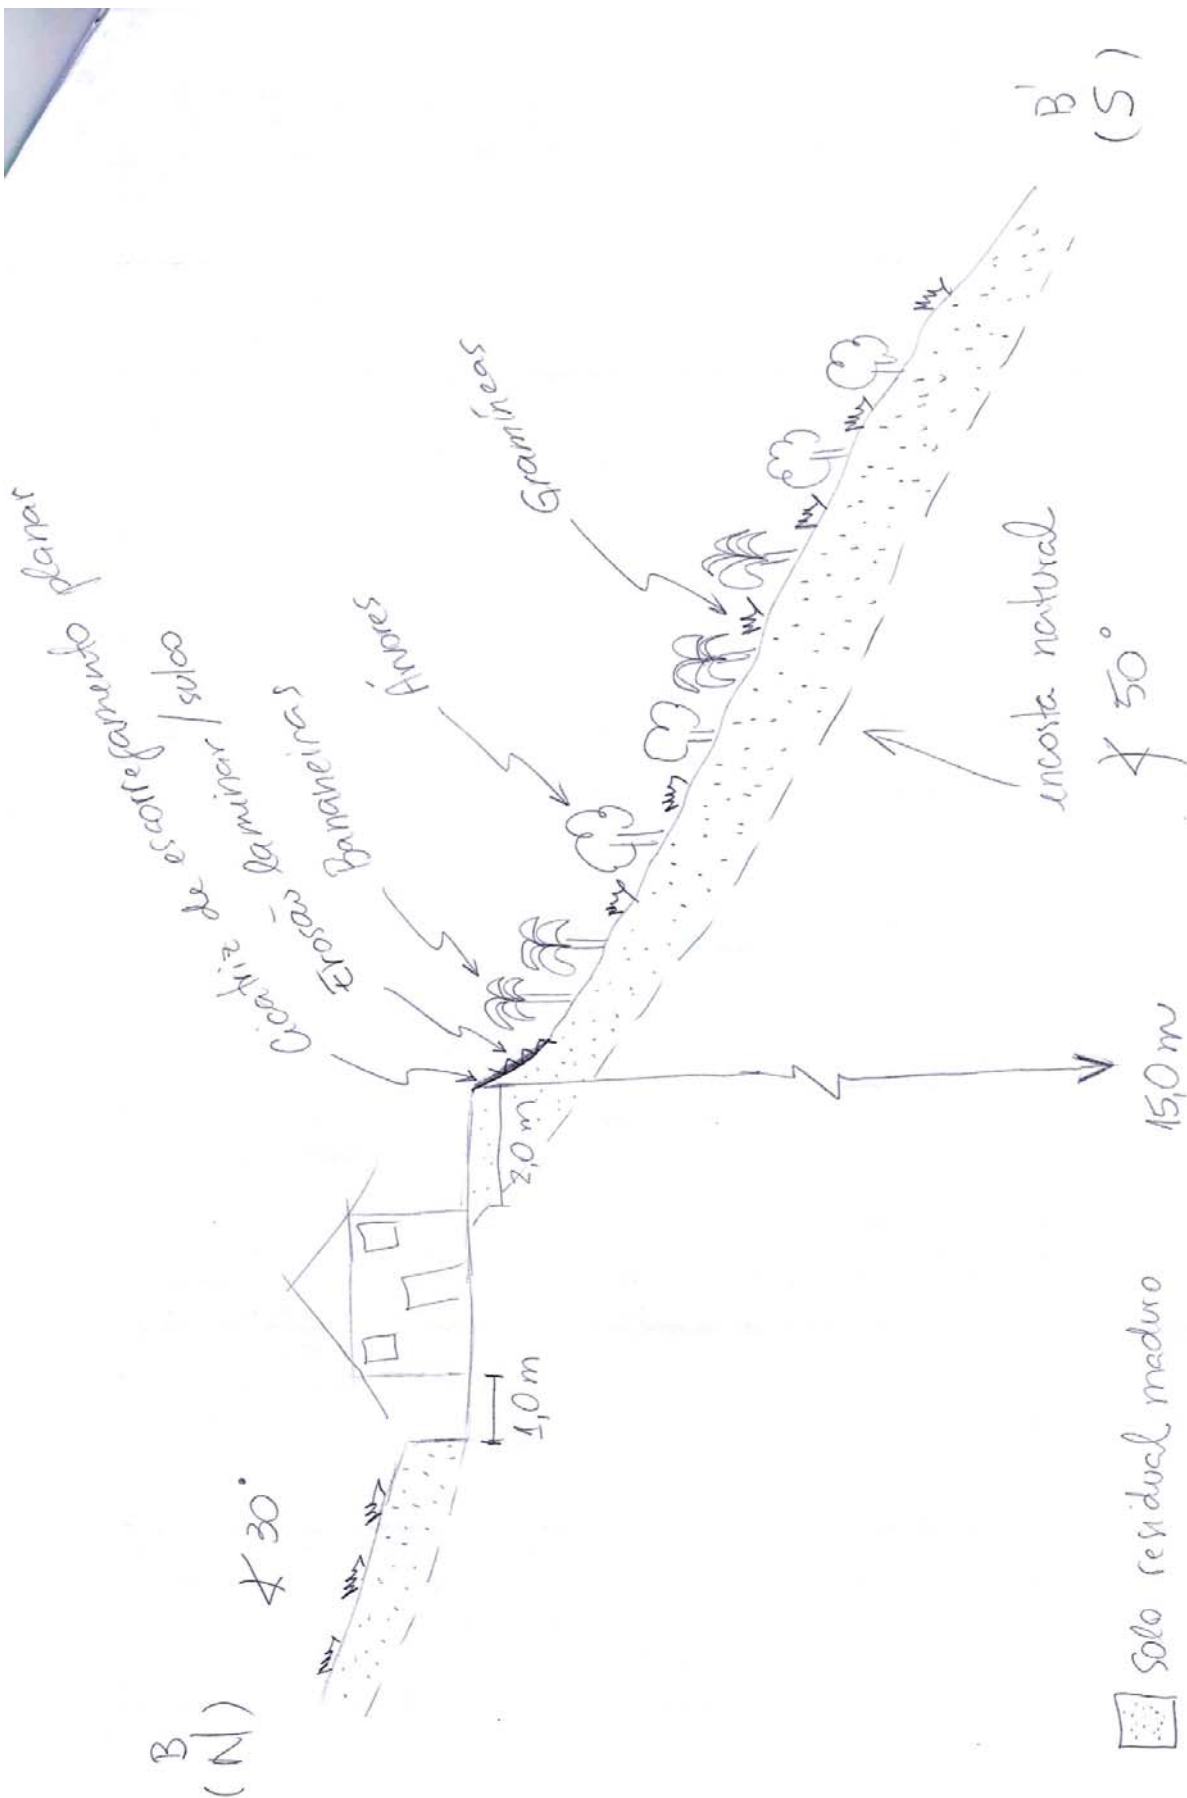 B
(N)
∡ 30°
Cicatriz de escorregamento planar
Erosão laminar/sulco
Bananeiras
Árvores
Gramíneas
B'
(S)
1,0 m
2,0 m
15,0 m
encosta natural
∡ 50°
Solo residual maduro